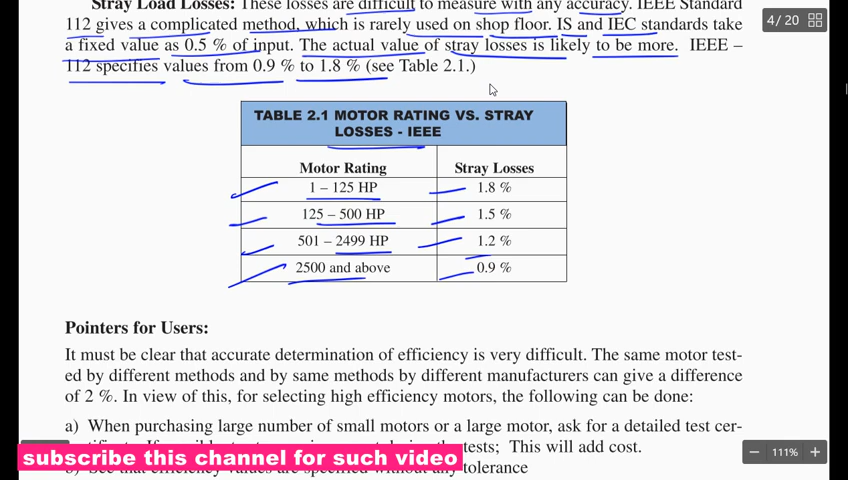 Stray Load Losses: These losses are difficult to measure with any accuracy. IEEE Standard
112 gives a complicated method, which is rarely used on shop floor. IS and IEC standards take
a fixed value as 0.5 % of input. The actual value of stray losses is likely to be more. IEEE –
112 specifies values from 0.9 % to 1.8 % (see Table 2.1.)
4 / 20
TABLE 2.1 MOTOR RATING VS. STRAY
LOSSES - IEEE
Motor Rating Stray Losses
1 – 125 HP 1.8 %
125 – 500 HP 1.5 %
501 – 2499 HP 1.2 %
2500 and above 0.9 %
Pointers for Users:
It must be clear that accurate determination of efficiency is very difficult. The same motor test-
ed by different methods and by same methods by different manufacturers can give a difference
of 2 %. In view of this, for selecting high efficiency motors, the following can be done:
a) When purchasing large number of small motors or a large motor, ask for a detailed test cer-
tests; This will add cost.
tolerance
subscribe this channel for such video
111%